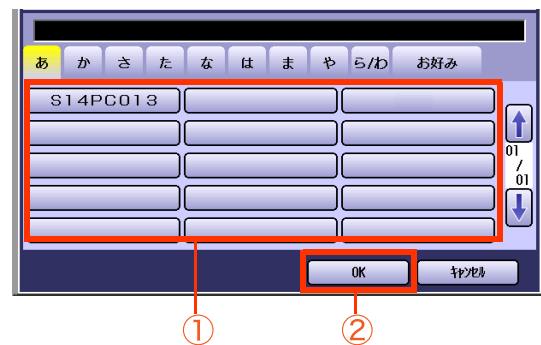 あ か さ た な は ま や ら/わ お好み
S14PC013
01
/
01
OK ｷｬﾝｾﾙ
① ②